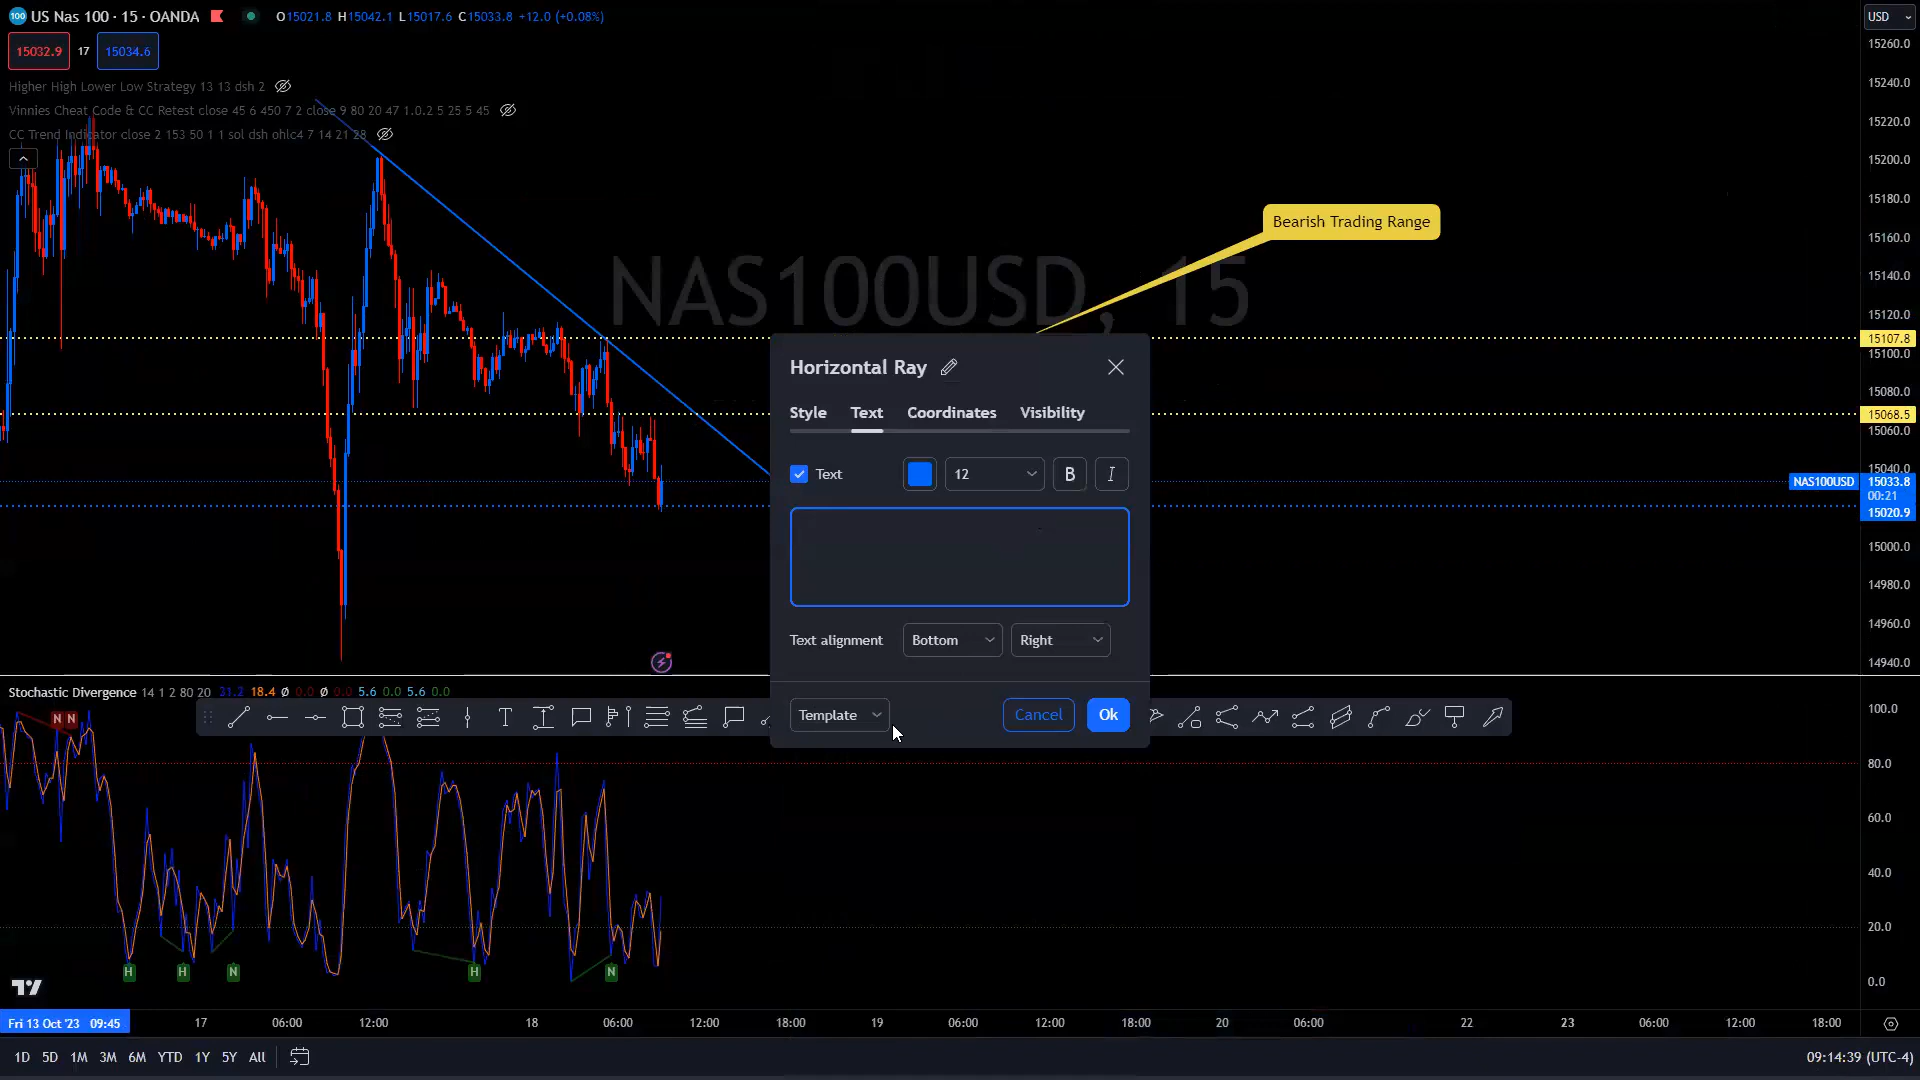 US Nas 100 · 15 · OANDA O15021.8 H15042.1 L15017.6 C15033.8 +12.0 (+0.08%)
15032.9 17 15034.6
Higher High Lower Low Strategy 13 13 dsh 2
Vinnies Cheat Code & CC Retest close 45 6 450 7 2 close 9 80 20 47 1.0.2 5 25 5 45
CC Trend Indicator close 2 153 50 1 1 sol dsh ohlc4 7 14 21 28
NAS100USD, 15
Bearish Trading Range
Horizontal Ray
Style Text Coordinates Visibility
Text 12 B I
Text alignment Bottom Right
Template Cancel Ok
USD
15260.0
15240.0
15220.0
15200.0
15180.0
15160.0
15140.0
15120.0
15107.8
15100.0
15080.0
15068.5
15060.0
15040.0
NAS100USD 15033.8
00:21
15020.9
15000.0
14980.0
14960.0
14940.0
Stochastic Divergence 14 1 2 80 20 31.2 18.4 Ø 0.0 Ø 0.0 5.6 0.0 5.6 0.0
N N
H H N H N
100.0
80.0
60.0
40.0
20.0
0.0
Fri 13 Oct '23 09:45 17 06:00 12:00 18 06:00 12:00 18:00 19 06:00 12:00 18:00 20 06:00 22 23 06:00 12:00 18:00
1D 5D 1M 3M 6M YTD 1Y 5Y All 09:14:39 (UTC-4)